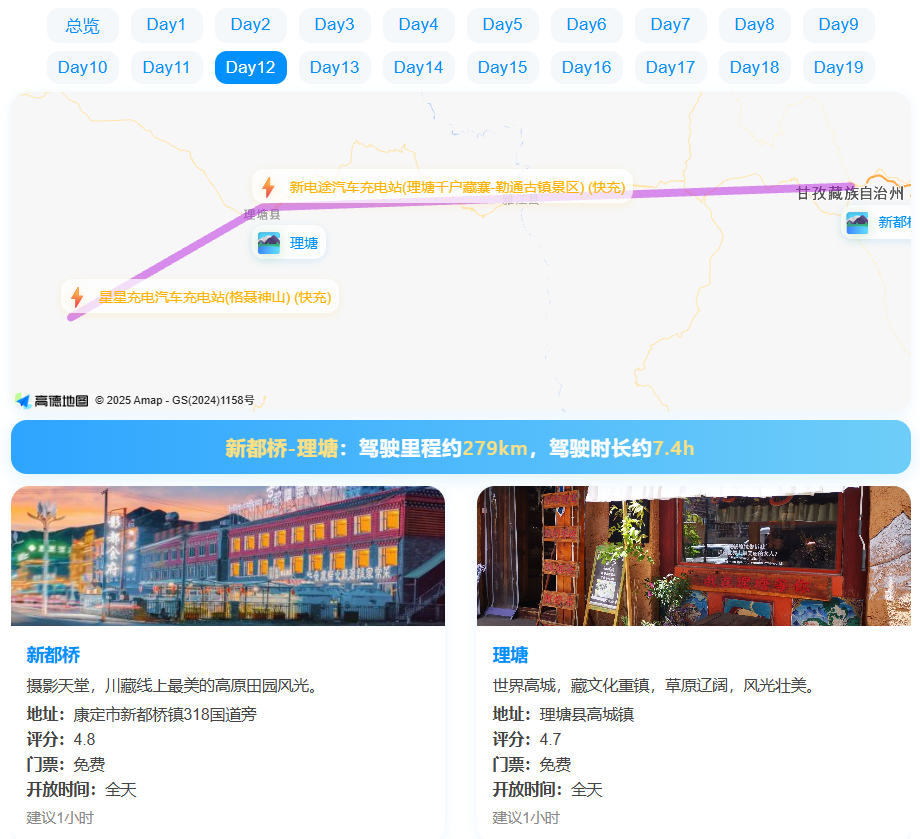 总览 Day1 Day2 Day3 Day4 Day5 Day6 Day7 Day8 Day9
Day10 Day11 Day12 Day13 Day14 Day15 Day16 Day17 Day18 Day19
新电途汽车充电站(理塘千户藏寨-勒通古镇景区) (快充)
甘孜藏族自治州
雅江县
理塘县
新都桥
理塘
星星充电汽车充电站(格聂神山) (快充)
高德地图 © 2025 Amap - GS(2024)1158号
新都桥-理塘：驾驶里程约279km，驾驶时长约7.4h
新都桥
摄影天堂，川藏线上最美的高原田园风光。
地址：康定市新都桥镇318国道旁
评分：4.8
门票：免费
开放时间：全天
建议1小时
理塘
世界高城，藏文化重镇，草原辽阔，风光壮美。
地址：理塘县高城镇
评分：4.7
门票：免费
开放时间：全天
建议1小时